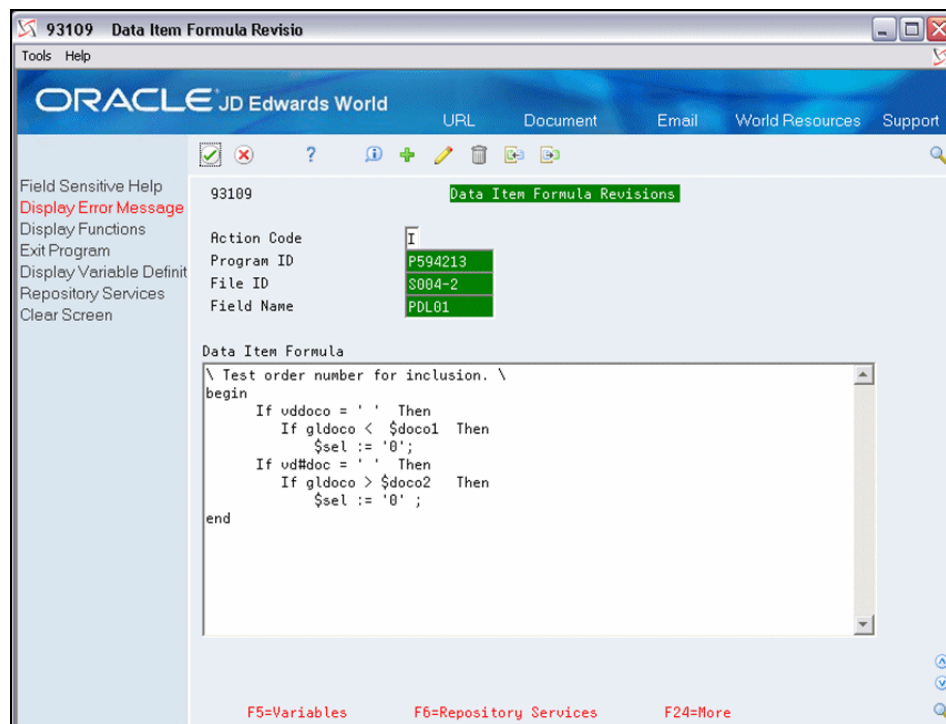 93109 Data Item Formula Revisio
Tools Help
ORACLE JD Edwards World
URL Document Email World Resources Support
Field Sensitive Help
Display Error Message
Display Functions
Exit Program
Display Variable Definit
Repository Services
Clear Screen
93109 Data Item Formula Revisions
Action Code I
Program ID P594213
File ID S004-2
Field Name PDL01
Data Item Formula
\ Test order number for inclusion. \
begin
If vddoco = ' ' Then
If gldoco < $doco1 Then
$sel := '0';
If vd#doc = ' ' Then
If gldoco > $doco2 Then
$sel := '0' ;
end
F5=Variables F6=Repository Services F24=More